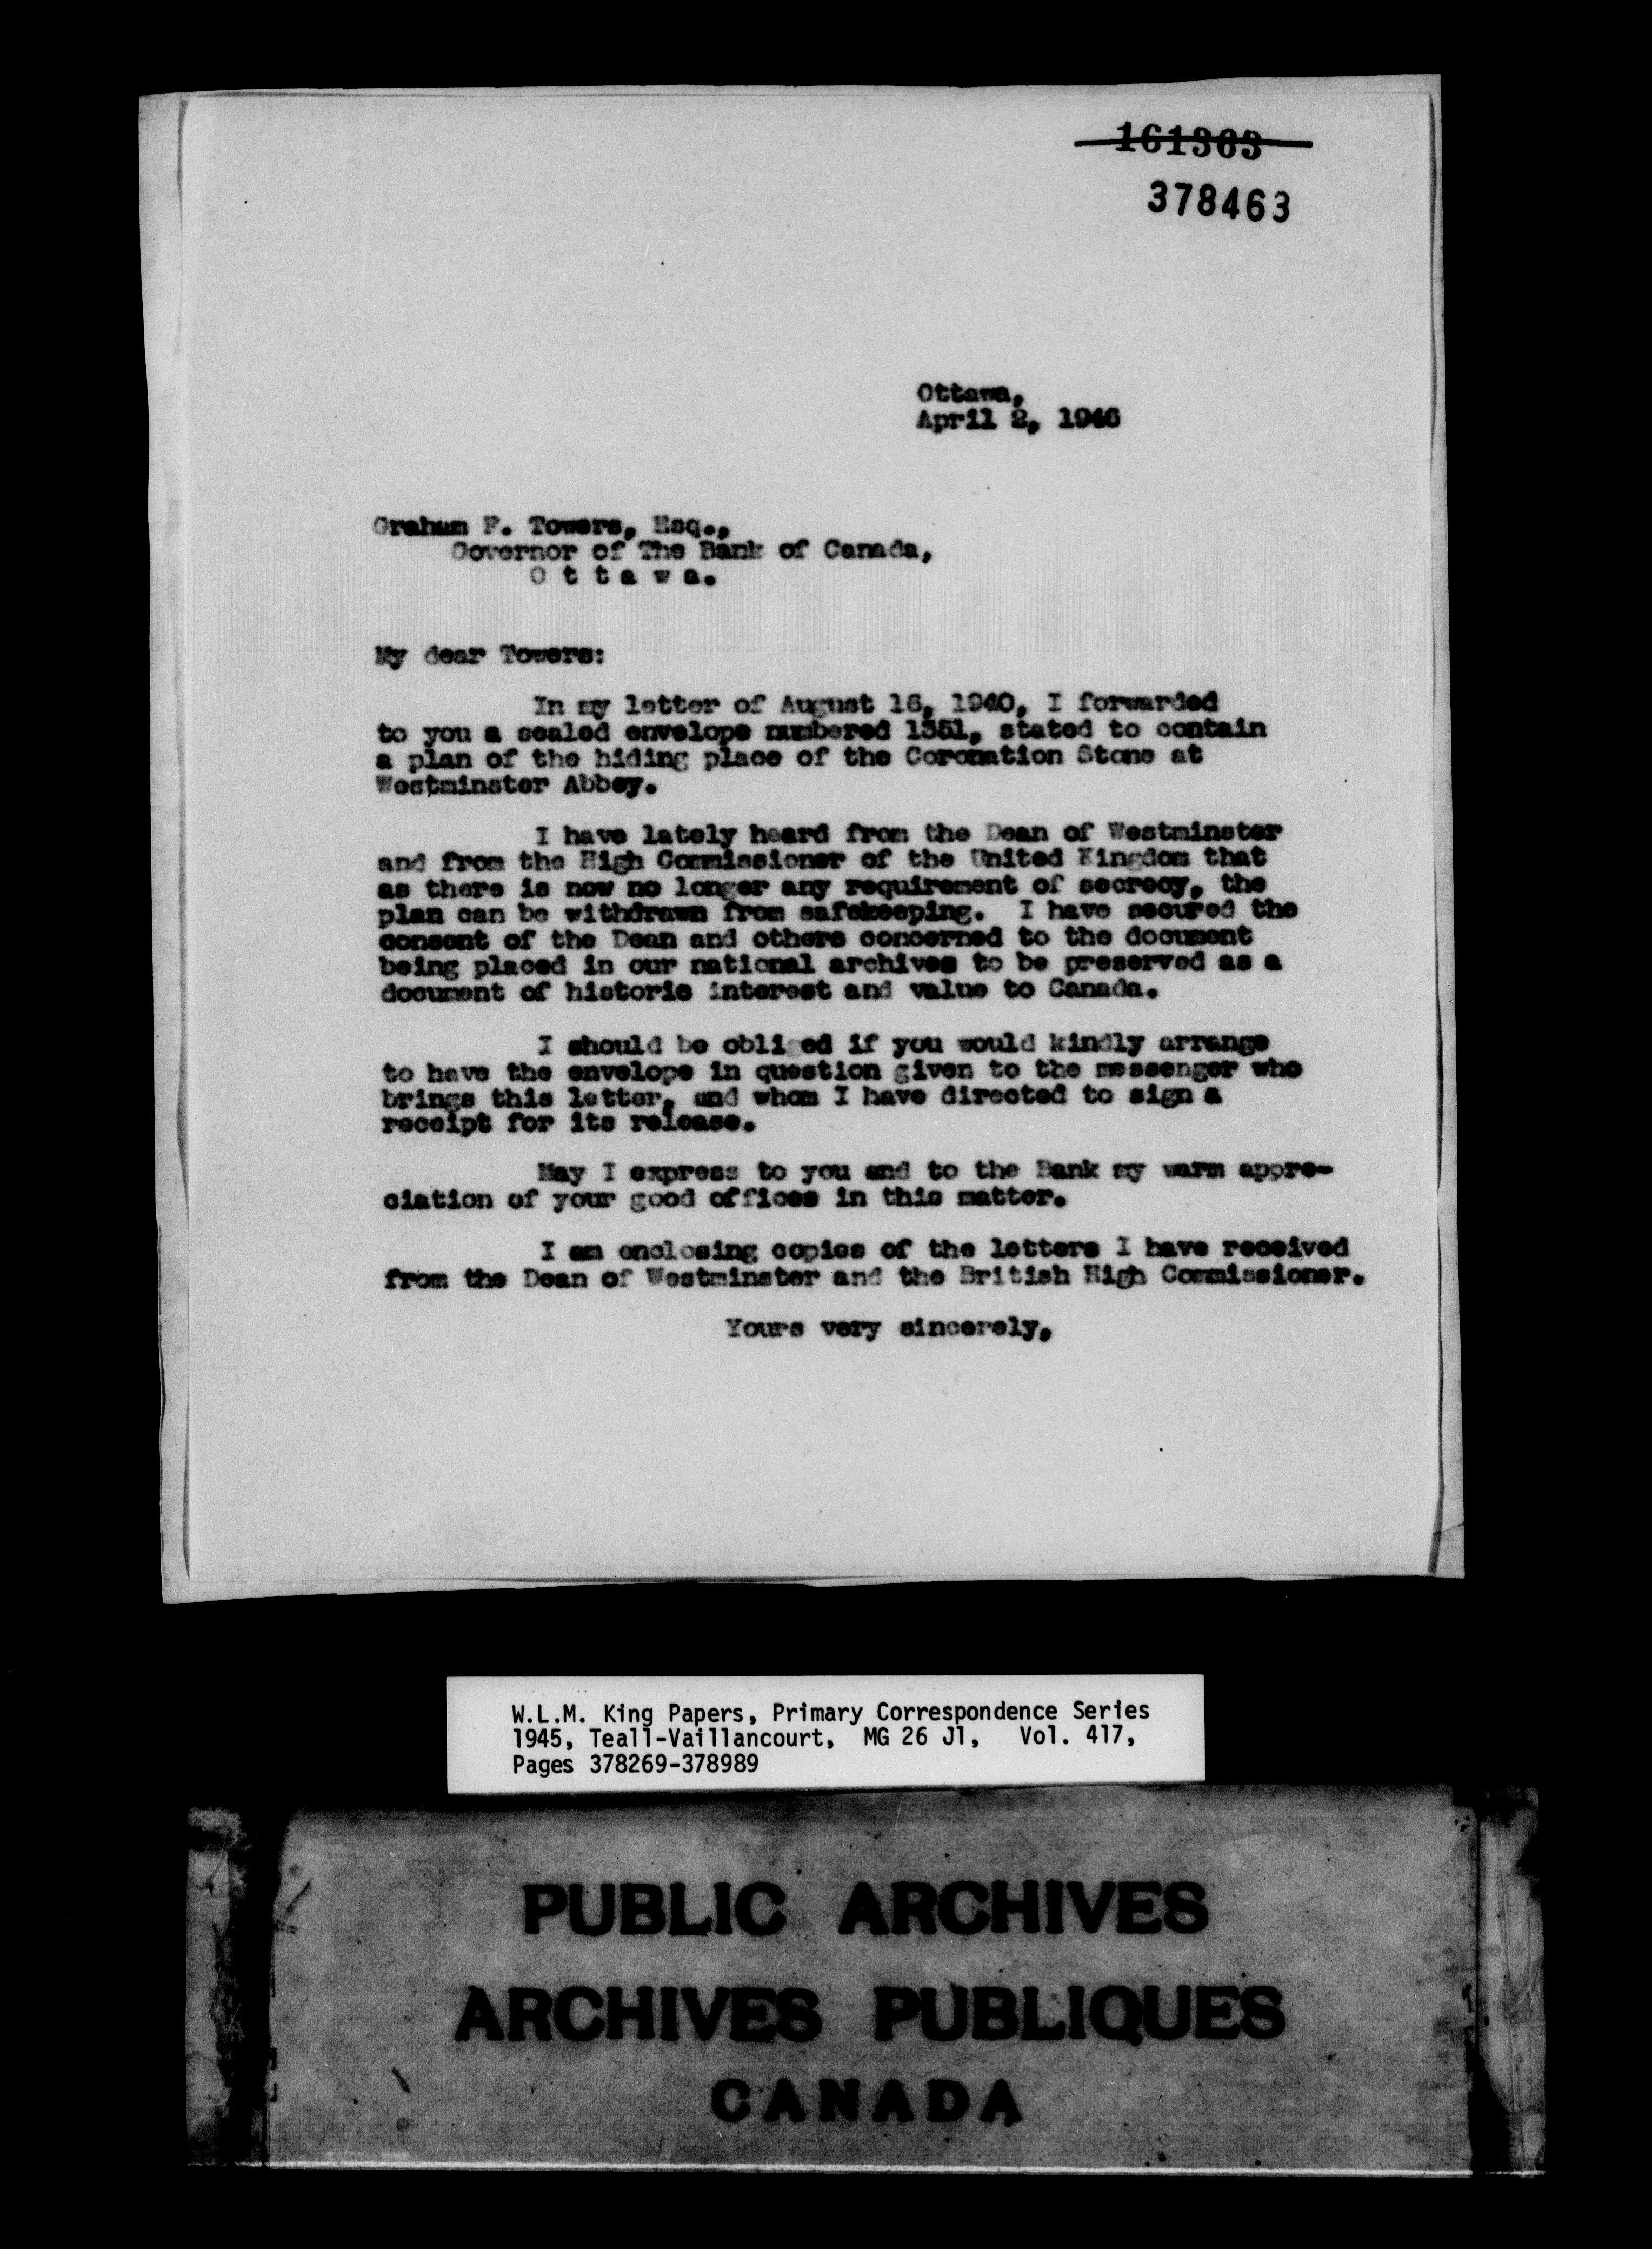 161303
378463
Ottawa,
April 2, 1946
Graham F. Towers, Esq.,
Governor of The Bank of Canada,
O t t a w a.
My dear Towers:
In my letter of August 16, 1940, I forwarded
to you a sealed envelope numbered 1351, stated to contain
a plan of the hiding place of the Coronation Stone at
Westminster Abbey.
I have lately heard from the Dean of Westminster
and from the High Commissioner of the United Kingdom that
as there is now no longer any requirement of secrecy, the
plan can be withdrawn from safekeeping. I have secured the
consent of the Dean and others concerned to the document
being placed in our national archives to be preserved as a
document of historic interest and value to Canada.
I should be obliged if you would kindly arrange
to have the envelope in question given to the messenger who
brings this letter, and whom I have directed to sign a
receipt for its release.
May I express to you and to the Bank my warm appre-
ciation of your good offices in this matter.
I am enclosing copies of the letters I have received
from the Dean of Westminster and the British High Commissioner.
Yours very sincerely,
W.L.M. King Papers, Primary Correspondence Series
1945, Teall-Vaillancourt, MG 26 J1, Vol. 417,
Pages 378269-378989
PUBLIC ARCHIVES
ARCHIVES PUBLIQUES
CANADA